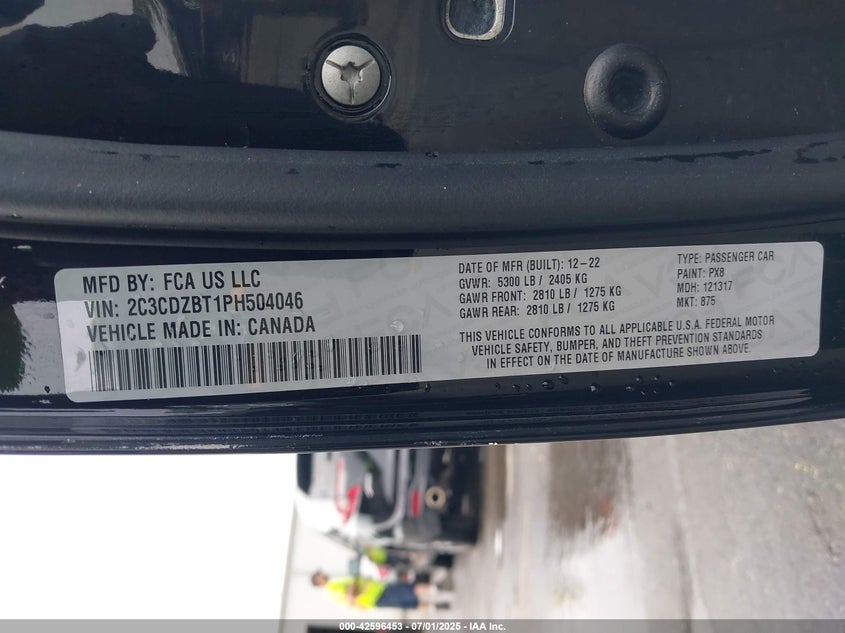 MFD BY: FCA US LLC
VIN: 2C3CDZBT1PH504046
VEHICLE MADE IN: CANADA
DATE OF MFR (BUILT): 12-22
GVWR: 5300 LB / 2405 KG
GAWR FRONT: 2810 LB / 1275 KG
GAWR REAR: 2810 LB / 1275 KG
TYPE: PASSENGER CAR
PAINT: PX8
MDH: 121317
MKT: 875
THIS VEHICLE CONFORMS TO ALL APPLICABLE U.S.A. FEDERAL MOTOR
VEHICLE SAFETY, BUMPER, AND THEFT PREVENTION STANDARDS
IN EFFECT ON THE DATE OF MANUFACTURE SHOWN ABOVE.
000-42596453 - 07/01/2025 - IAA Inc.